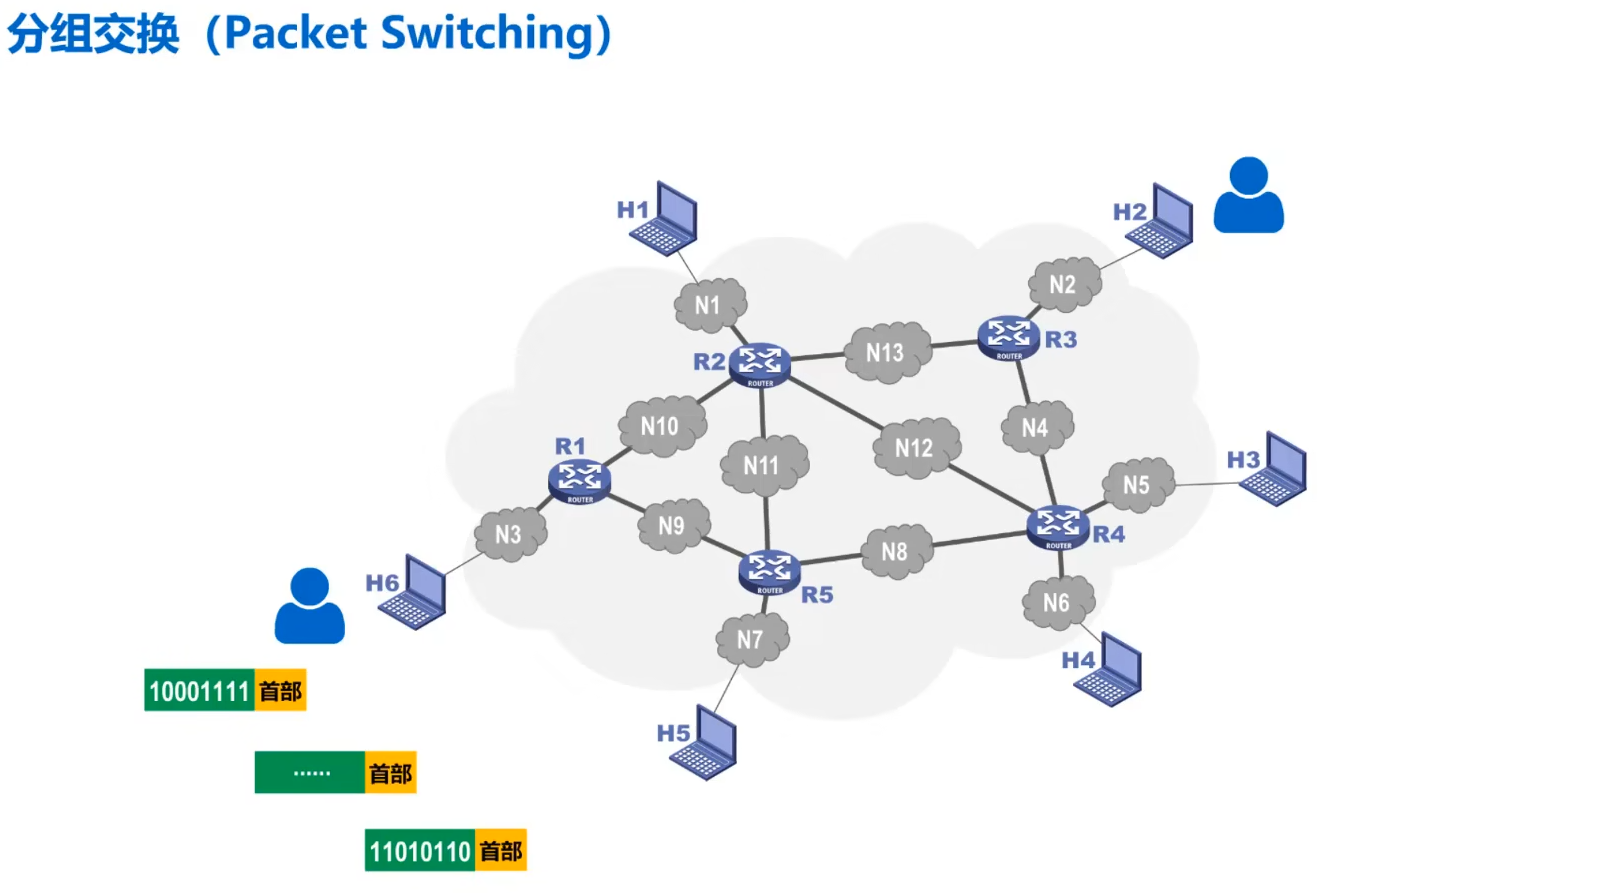 分组交换（Packet Switching）
H1
H2
N1
N2
R2
ROUTER
N13
R3
ROUTER
N10
N12
N4
R1
ROUTER
N11
H3
N5
N3
N9
R4
ROUTER
N8
H6
R5
ROUTER
N6
N7
H4
10001111 首部
H5
...... 首部
11010110 首部